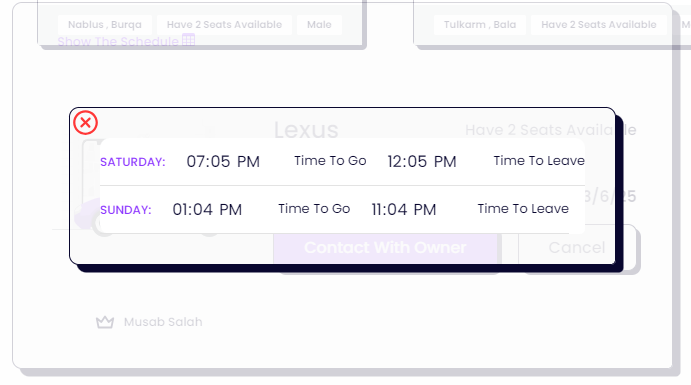 Nablus , Burqa Have 2 Seats Available Male
Tulkarm , Bala Have 2 Seats Available
Show The Schedule
Lexus Have 2 Seats Available
SATURDAY: 07:05 PM Time To Go 12:05 PM Time To Leave
3/6/25
SUNDAY: 01:04 PM Time To Go 11:04 PM Time To Leave
Contact With Owner Cancel
Musab Salah